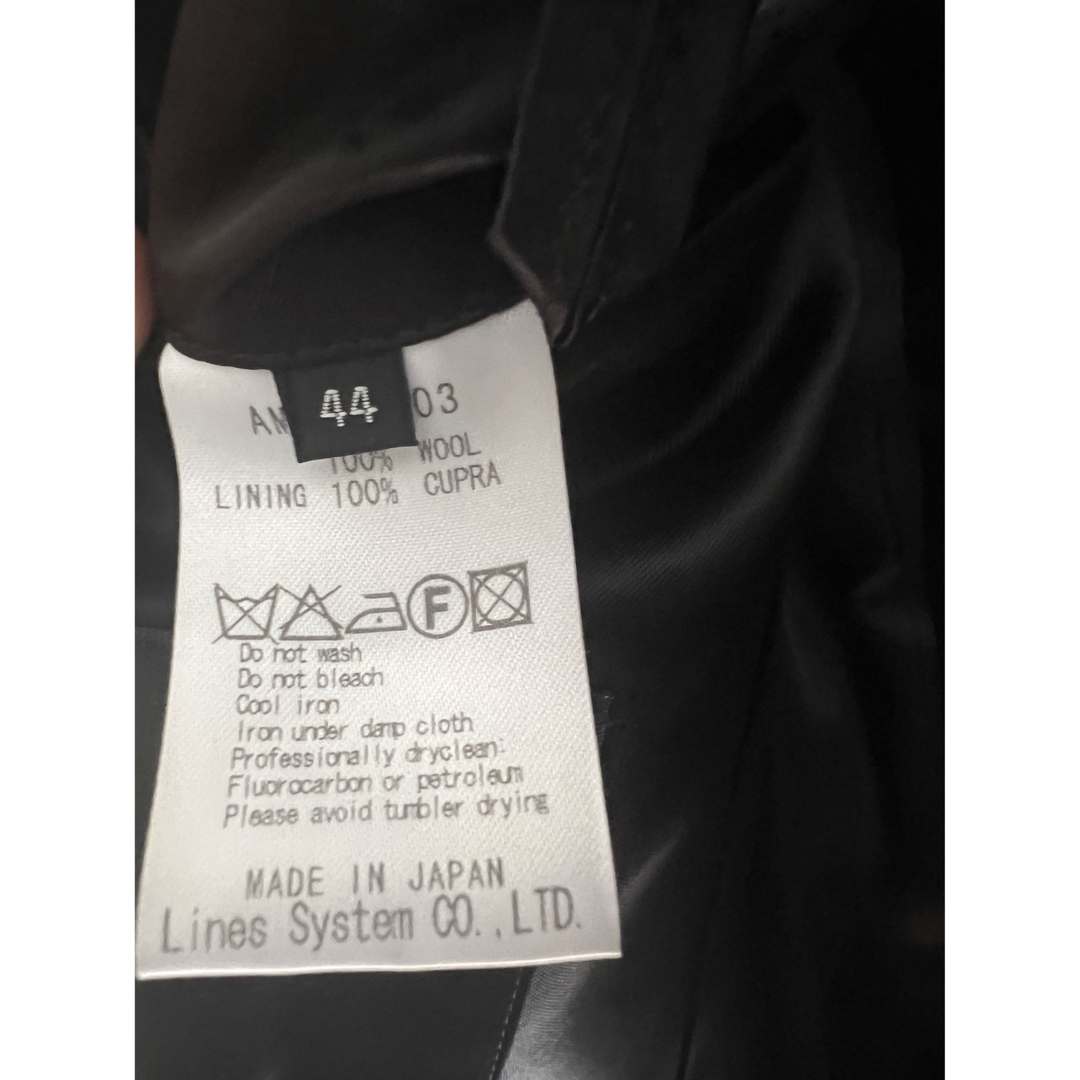 44
03
100% WOOL
LINING 100% CUPRA
F
Do not wash
Do not bleach
Cool iron
Iron under damp cloth
Professionally dryclean:
Fluorocarbon or petroleum
Please avoid tumbler drying
MADE IN JAPAN
Lines System CO.,LTD.